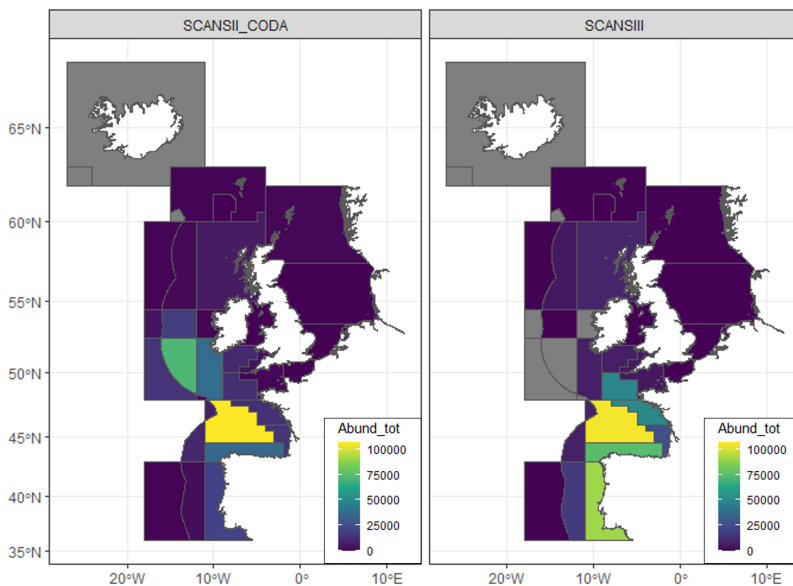 SCANSII_CODA
SCANSIII
65°N
60°N
55°N
50°N
45°N
40°N
35°N
Abund_tot
100000
75000
50000
25000
0
Abund_tot
100000
75000
50000
25000
0
20°W
10°W
0°
10°E
20°W
10°W
0°
10°E